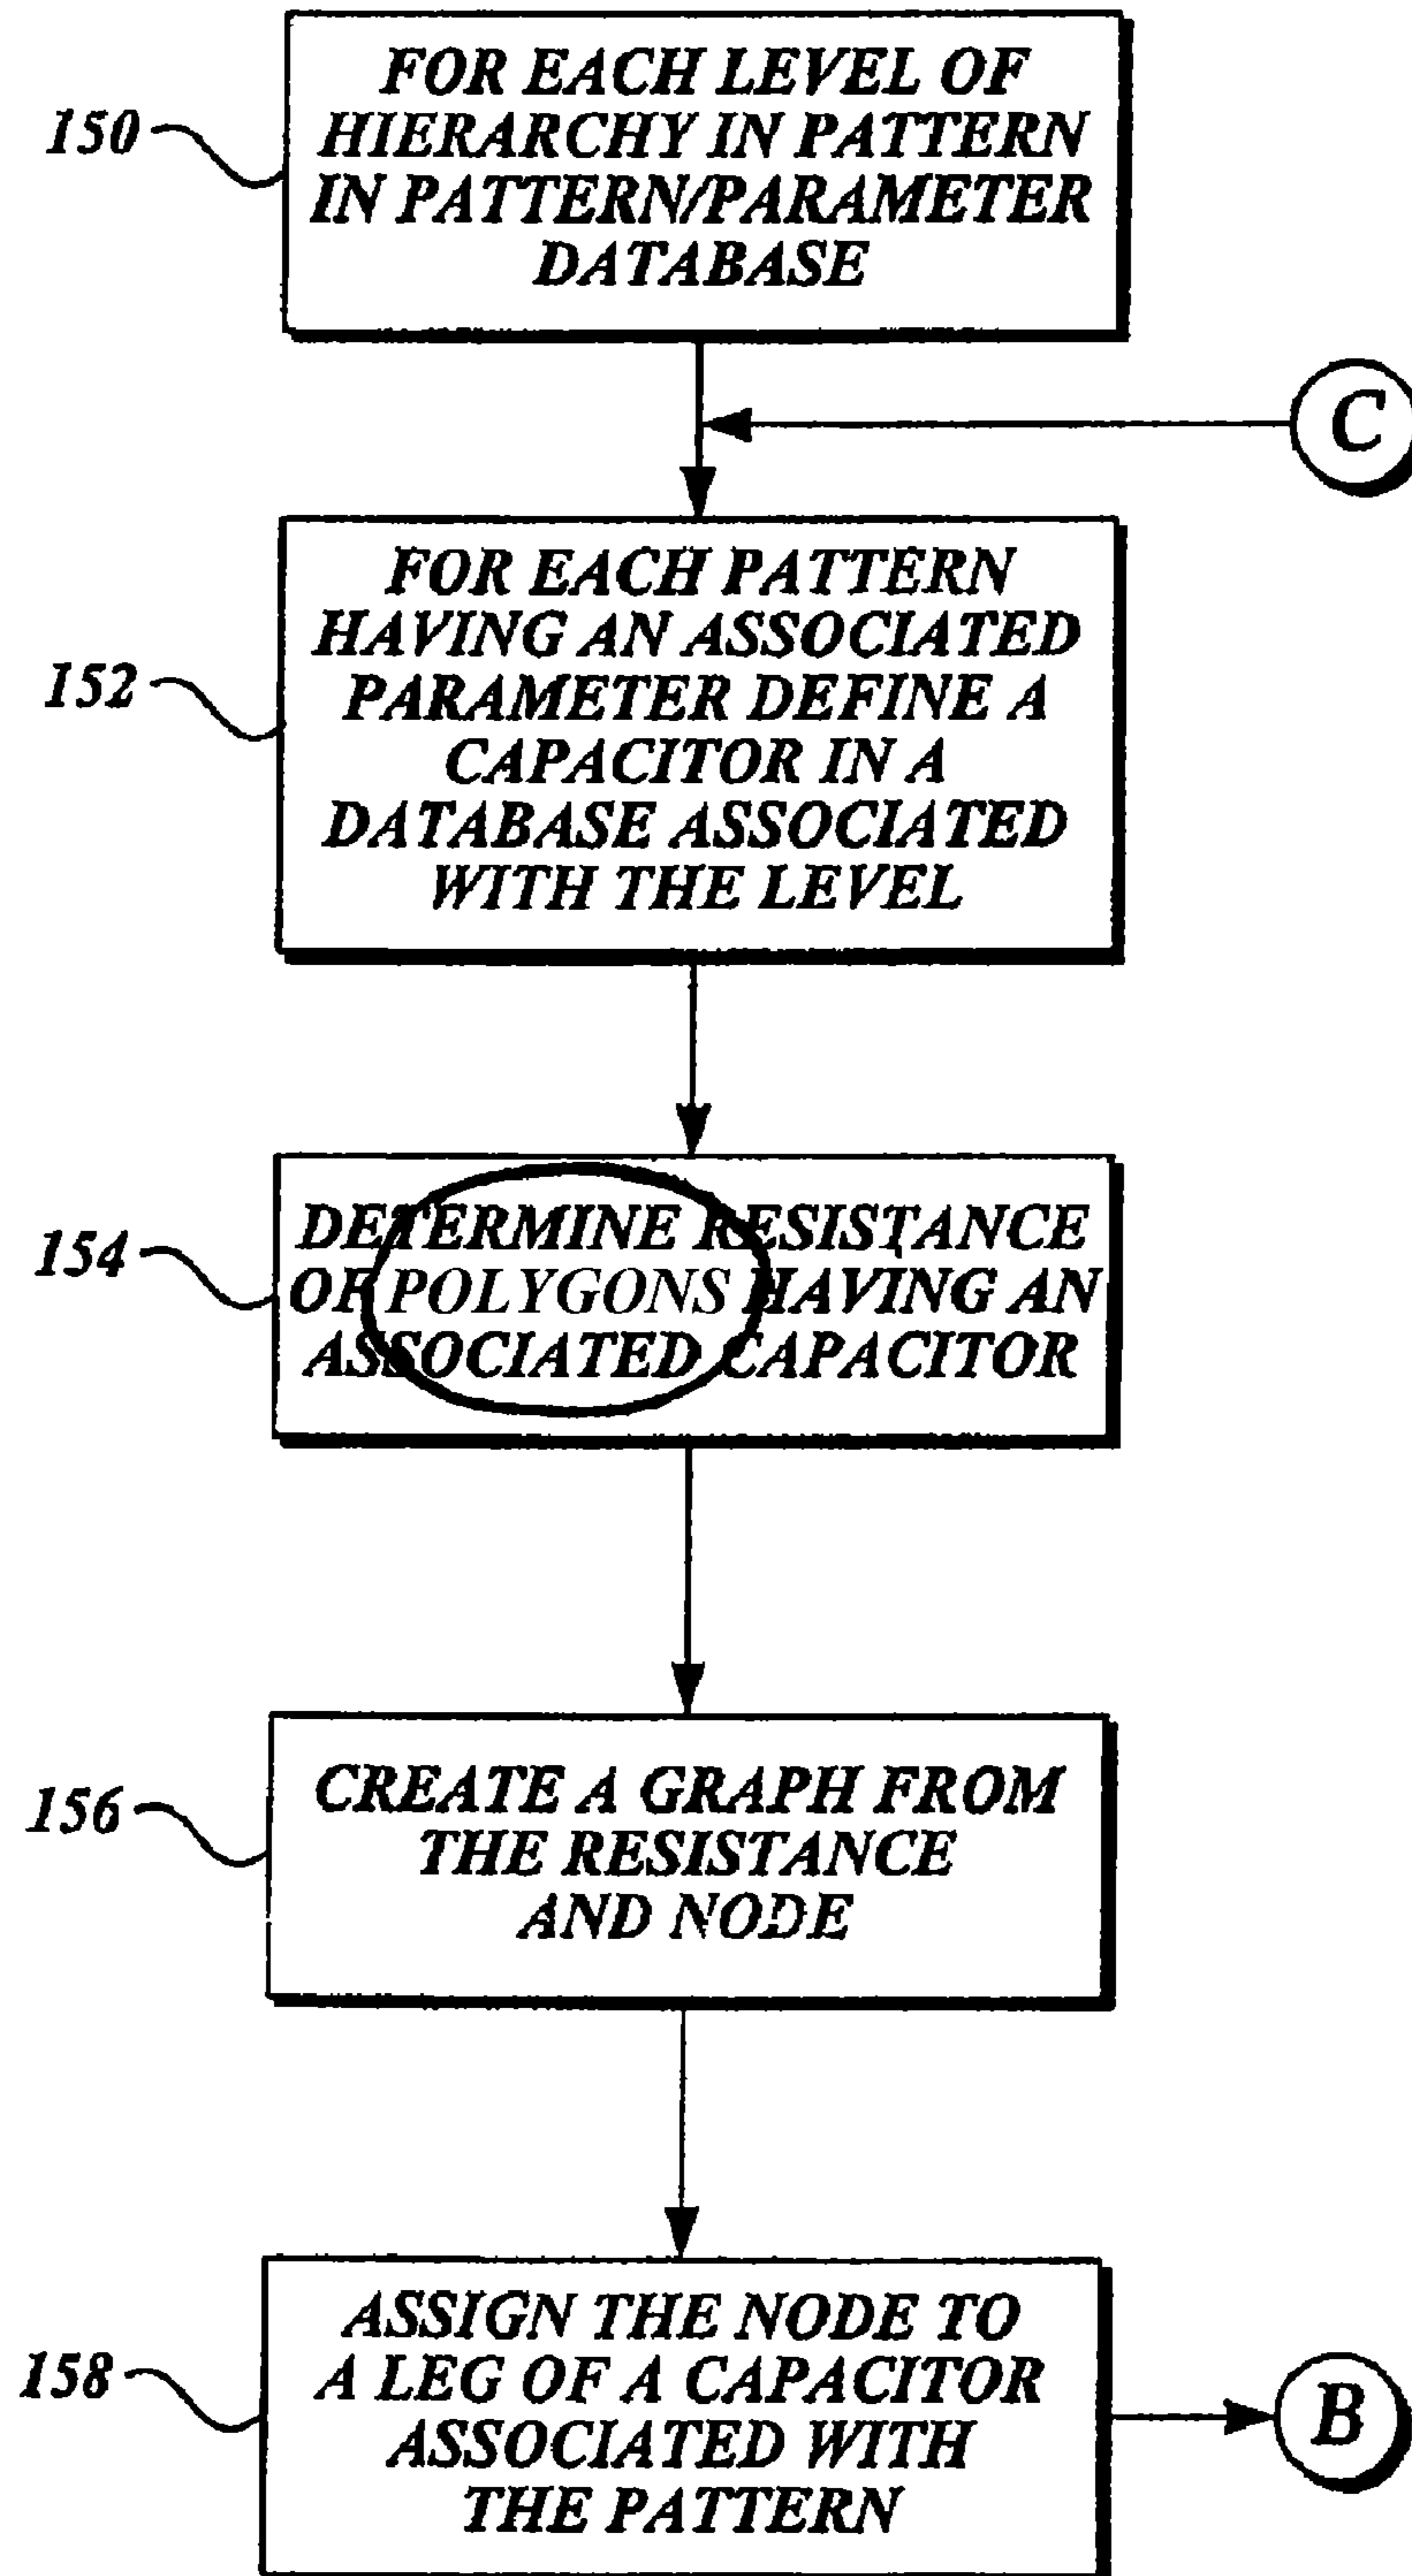 150
FOR EACH LEVEL OF
HIERARCHY IN PATTERN
IN PATTERN/PARAMETER
DATABASE
C
152
FOR EACH PATTERN
HAVING AN ASSOCIATED
PARAMETER DEFINE A
CAPACITOR IN A
DATABASE ASSOCIATED
WITH THE LEVEL
154
DETERMINE RESISTANCE
OF POLYGONS HAVING AN
ASSOCIATED CAPACITOR
156
CREATE A GRAPH FROM
THE RESISTANCE
AND NODE
158
ASSIGN THE NODE TO
A LEG OF A CAPACITOR
ASSOCIATED WITH
THE PATTERN
B